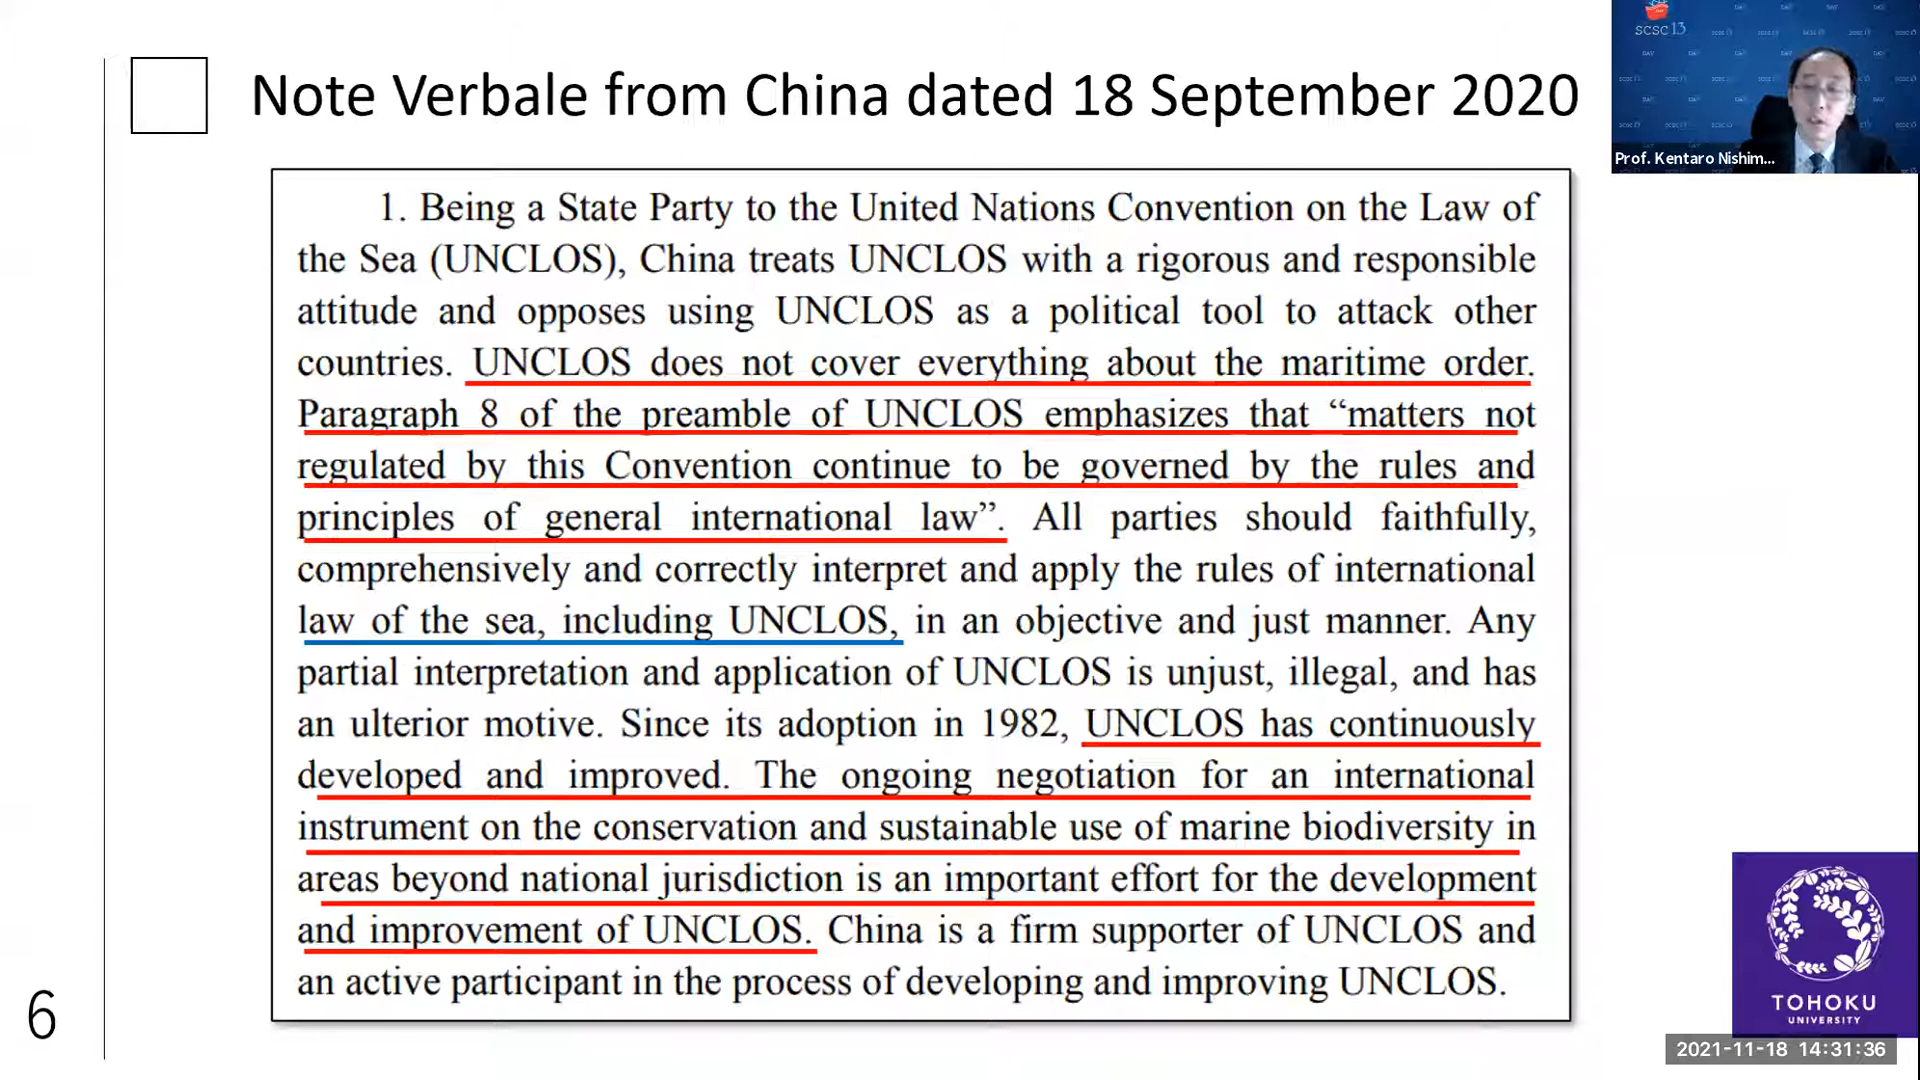 Note Verbale from China dated 18 September 2020
scsc13
Prof. Kentaro Nishim...
1. Being a State Party to the United Nations Convention on the Law of
the Sea (UNCLOS), China treats UNCLOS with a rigorous and responsible
attitude and opposes using UNCLOS as a political tool to attack other
countries. UNCLOS does not cover everything about the maritime order.
Paragraph 8 of the preamble of UNCLOS emphasizes that “matters not
regulated by this Convention continue to be governed by the rules and
principles of general international law”. All parties should faithfully,
comprehensively and correctly interpret and apply the rules of international
law of the sea, including UNCLOS, in an objective and just manner. Any
partial interpretation and application of UNCLOS is unjust, illegal, and has
an ulterior motive. Since its adoption in 1982, UNCLOS has continuously
developed and improved. The ongoing negotiation for an international
instrument on the conservation and sustainable use of marine biodiversity in
areas beyond national jurisdiction is an important effort for the development
and improvement of UNCLOS. China is a firm supporter of UNCLOS and
an active participant in the process of developing and improving UNCLOS.
6
TOHOKU
UNIVERSITY
2021-11-18 14:31:36